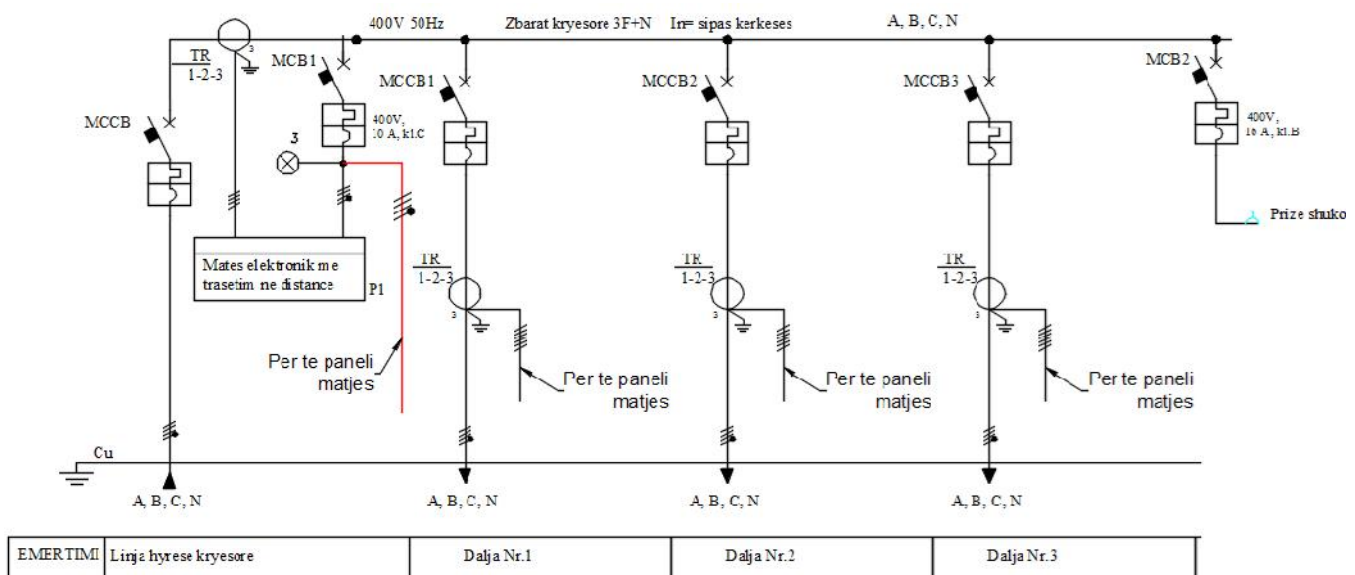 400V 50Hz Zbarat kryesore 3F+N In= sipas kerkeses A, B, C, N
TR
1-2-3
3
MCB1
MCCB1
MCCB2
MCCB3
MCB2
MCCB
400V,
10 A, kl.C
400V,
16 A, kl.B
3
Prize shuko
Mates elektronik me
trasetim ne distance
P1
TR
1-2-3
3
TR
1-2-3
3
TR
1-2-3
3
Per te paneli
matjes
Per te paneli
matjes
Per te paneli
matjes
Per te paneli
matjes
Cu
A, B, C, N
A, B, C, N
A, B, C, N
A, B, C, N
EMERTIMI Linja hyrese kryesore Dalja Nr.1 Dalja Nr.2 Dalja Nr.3